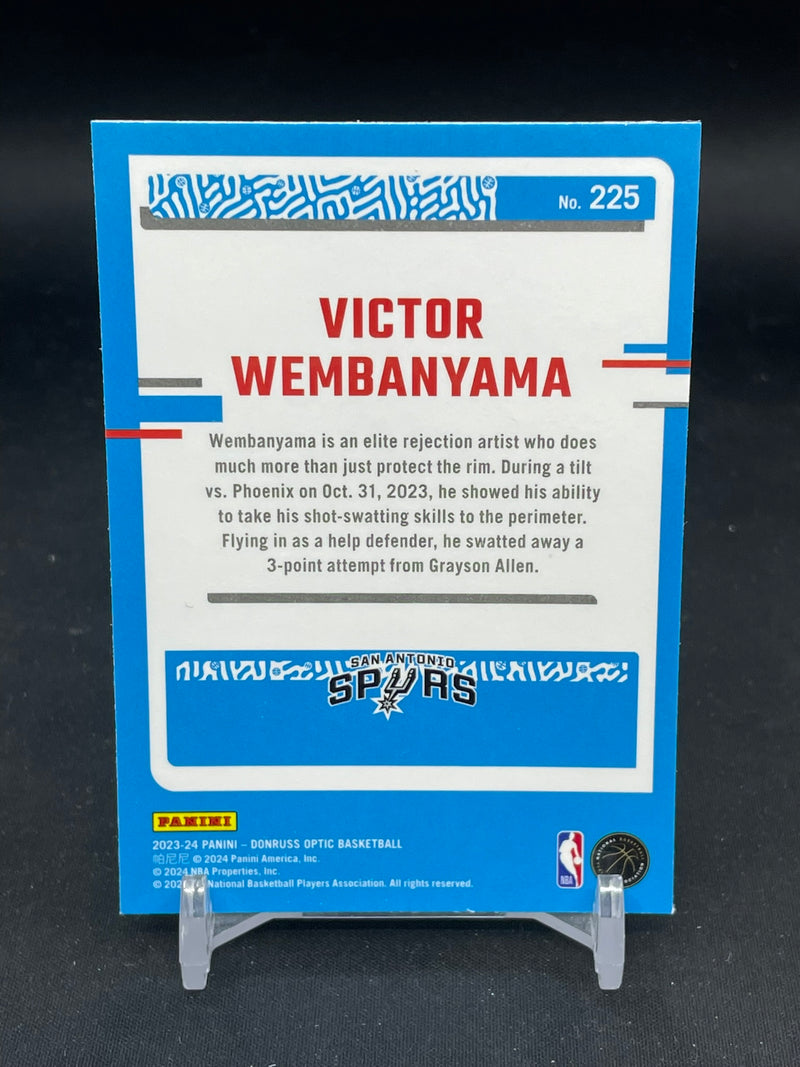 No. 225
VICTOR
WEMBANYAMA
Wembanyama is an elite rejection artist who does
much more than just protect the rim. During a tilt
vs. Phoenix on Oct. 31, 2023, he showed his ability
to take his shot-swatting skills to the perimeter.
Flying in as a help defender, he swatted away a
3-point attempt from Grayson Allen.
SAN ANTONIO
SPURS
PANINI
2023-24 PANINI – DONRUSS OPTIC BASKETBALL
帕尼尼 © 2024 Panini America, Inc.
© 2024 NBA Properties, Inc.
© National Basketball Players Association. All rights reserved.
NBA
NATIONAL BASKETBALL